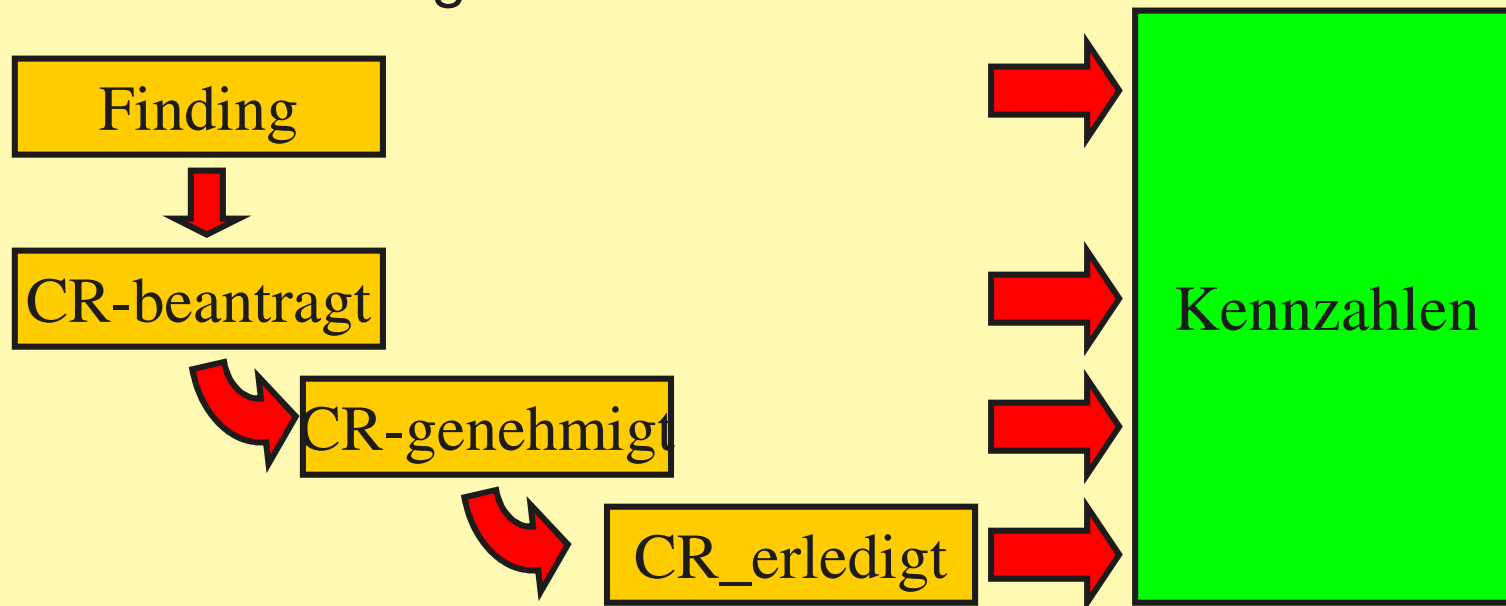 Finding
CR-beantragt
Kennzahlen
CR-genehmigt
CR_erledigt